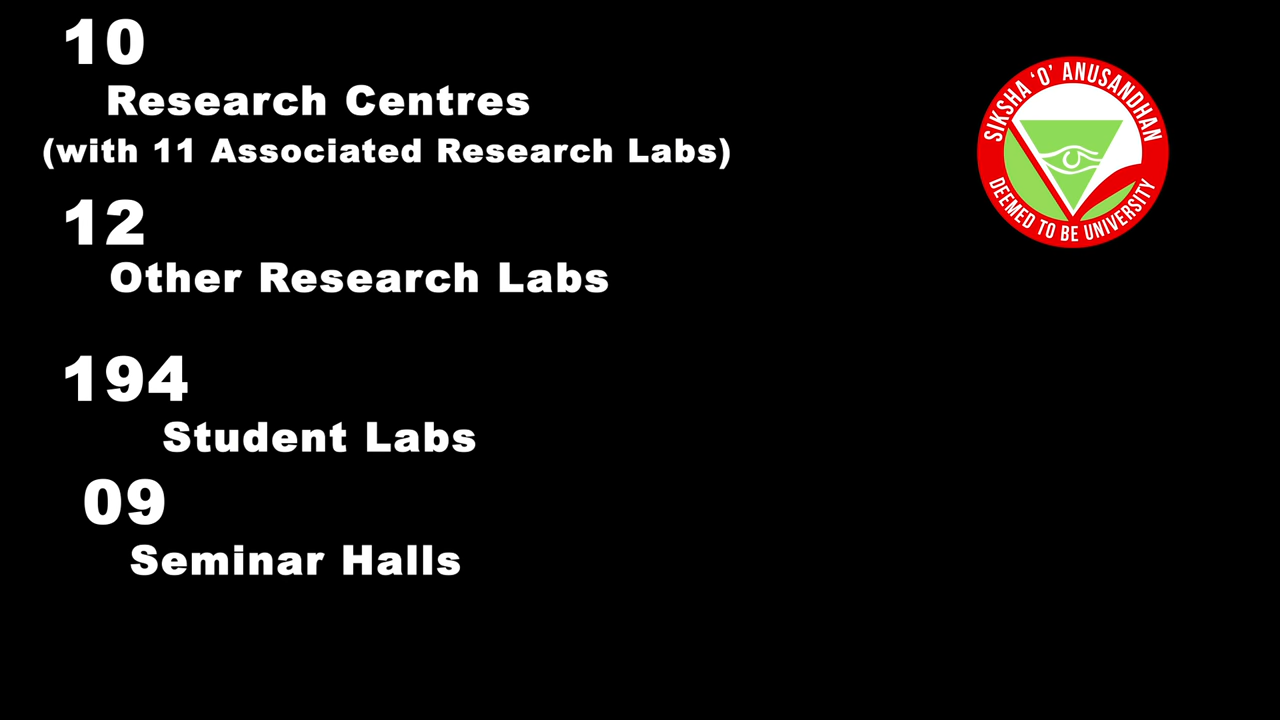 10
Research Centres
(with 11 Associated Research Labs)
12
Other Research Labs
194
Student Labs
09
Seminar Halls
SIKSHA ‘O’ ANUSANDHAN
DEEMED TO BE UNIVERSITY